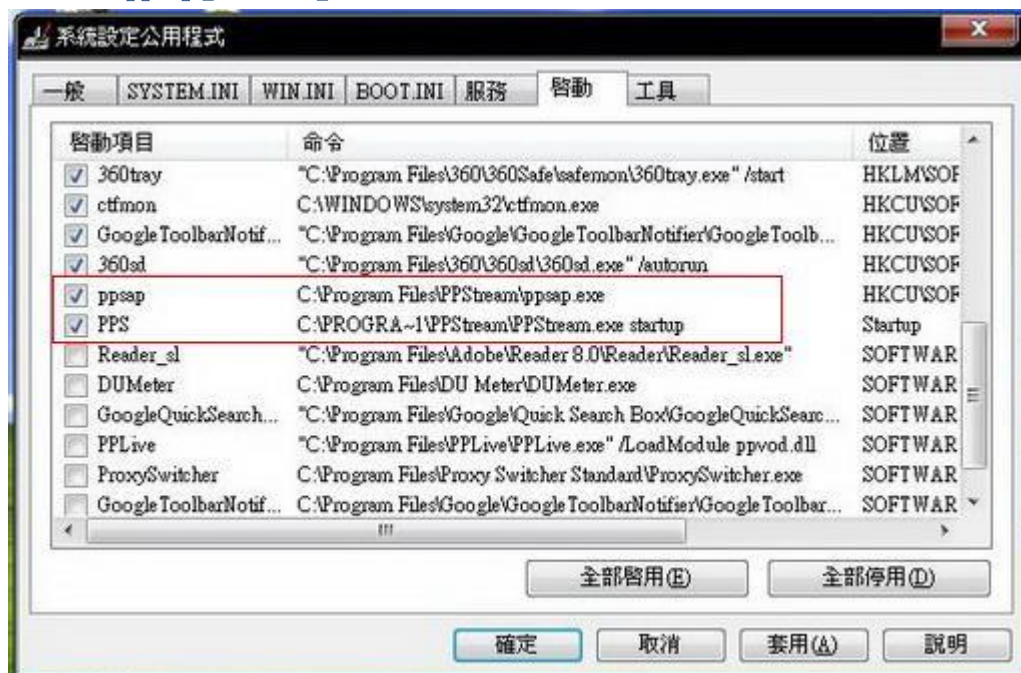 系統設定公用程式
一般 SYSTEM.INI WIN.INI BOOT.INI 服務 啓動 工具
啓動項目 命令 位置
360tray "C:\Program Files\360\360Safe\safemon\360tray.exe" /start HKLM\SOF
ctfmon C:\WINDOWS\system32\ctfmon.exe HKCU\SOF
GoogleToolbarNotif... "C:\Program Files\Google\GoogleToolbarNotifier\GoogleToolb... HKCU\SOF
360sd "C:\Program Files\360\360sd\360sd.exe" /autorun HKCU\SOF
ppsap C:\Program Files\PPStream\ppsap.exe HKCU\SOF
PPS C:\PROGRA~1\PPStream\PPStream.exe startup Startup
Reader_sl "C:\Program Files\Adobe\Reader 8.0\Reader\Reader_sl.exe" SOFTWAR
DUMeter C:\Program Files\DU Meter\DUMeter.exe SOFTWAR
GoogleQuickSearch... "C:\Program Files\Google\Quick Search Box\GoogleQuickSearc... SOFTWAR
PPLive "C:\Program Files\PPLive\PPLive.exe" /LoadModule ppvod.dll SOFTWAR
ProxySwitcher C:\Program Files\Proxy Switcher Standard\ProxySwitcher.exe SOFTWAR
GoogleToolbarNotif... C:\Program Files\Google\GoogleToolbarNotifier\GoogleToolbar... SOFTWAR
全部啓用(E) 全部停用(D)
確定 取消 套用(A) 說明